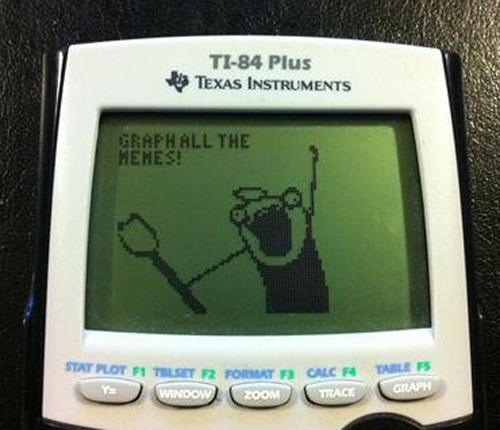 TI-84 Plus
TEXAS INSTRUMENTS
GRAPH ALL THE
MEMES!
STAT PLOT F1 TBLSET F2 FORMAT F3 CALC F4 TABLE F5
Y= WINDOW ZOOM TRACE GRAPH